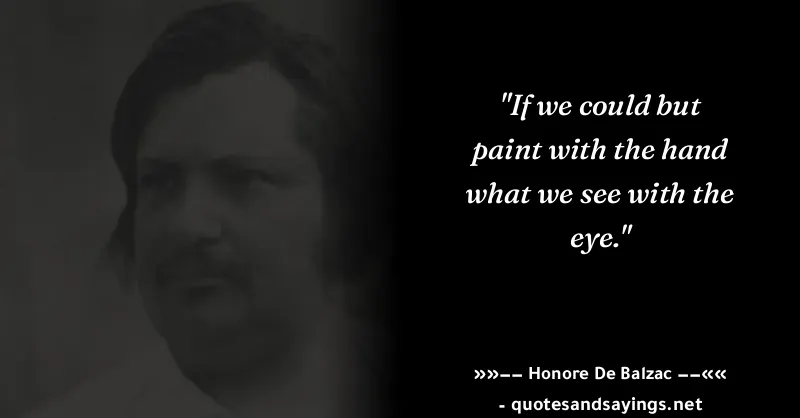 "If we could but
paint with the hand
what we see with the
eye."
»»–– Honore De Balzac ––««
- quotesandsayings.net